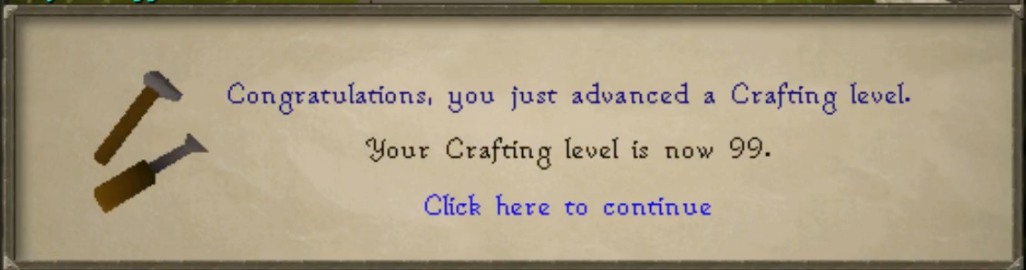 Congratulations, you just advanced a Crafting level.
Your Crafting level is now 99.
Click here to continue